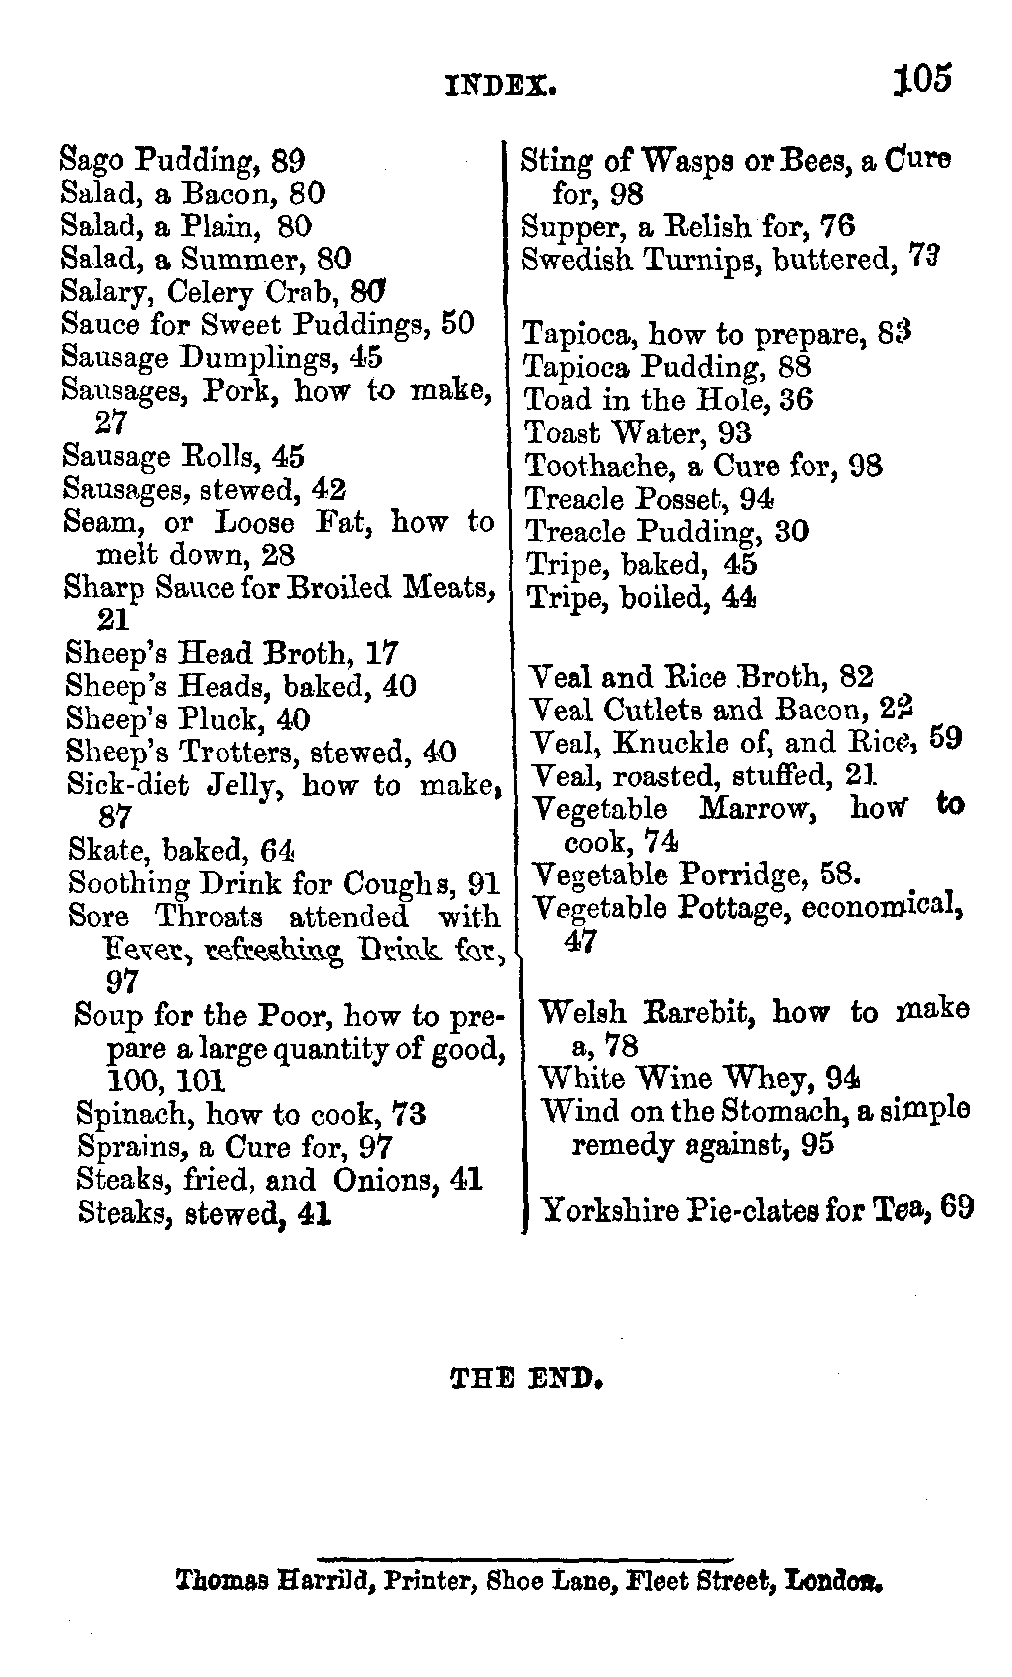 INDEX. 105
Sago Pudding, 89
Salad, a Bacon, 80
Salad, a Plain, 80
Salad, a Summer, 80
Salary, Celery Crab, 80
Sauce for Sweet Puddings, 50
Sausage Dumplings, 45
Sausages, Pork, how to make,
27
Sausage Rolls, 45
Sausages, stewed, 42
Seam, or Loose Fat, how to
melt down, 28
Sharp Sauce for Broiled Meats,
21
Sheep's Head Broth, 17
Sheep's Heads, baked, 40
Sheep's Pluck, 40
Sheep's Trotters, stewed, 40
Sick-diet Jelly, how to make,
87
Skate, baked, 64
Soothing Drink for Coughs, 91
Sore Throats attended with
Fever, refreshing Drink for,
97
Soup for the Poor, how to pre-
pare a large quantity of good,
100, 101
Spinach, how to cook, 73
Sprains, a Cure for, 97
Steaks, fried, and Onions, 41
Steaks, stewed, 41
Sting of Wasps or Bees, a Cure
for, 98
Supper, a Relish for, 76
Swedish Turnips, buttered, 73
Tapioca, how to prepare, 83
Tapioca Pudding, 88
Toad in the Hole, 36
Toast Water, 93
Toothache, a Cure for, 98
Treacle Posset, 94
Treacle Pudding, 30
Tripe, baked, 45
Tripe, boiled, 44
Veal and Rice Broth, 82
Veal Cutlets and Bacon, 22
Veal, Knuckle of, and Rice, 59
Veal, roasted, stuffed, 21
Vegetable Marrow, how to
cook, 74
Vegetable Porridge, 58.
Vegetable Pottage, economical,
47
Welsh Rarebit, how to make
a, 78
White Wine Whey, 94
Wind on the Stomach, a simple
remedy against, 95
Yorkshire Pie-clates for Tea, 69
THE END.
Thomas Harrild, Printer, Shoe Lane, Fleet Street, London.